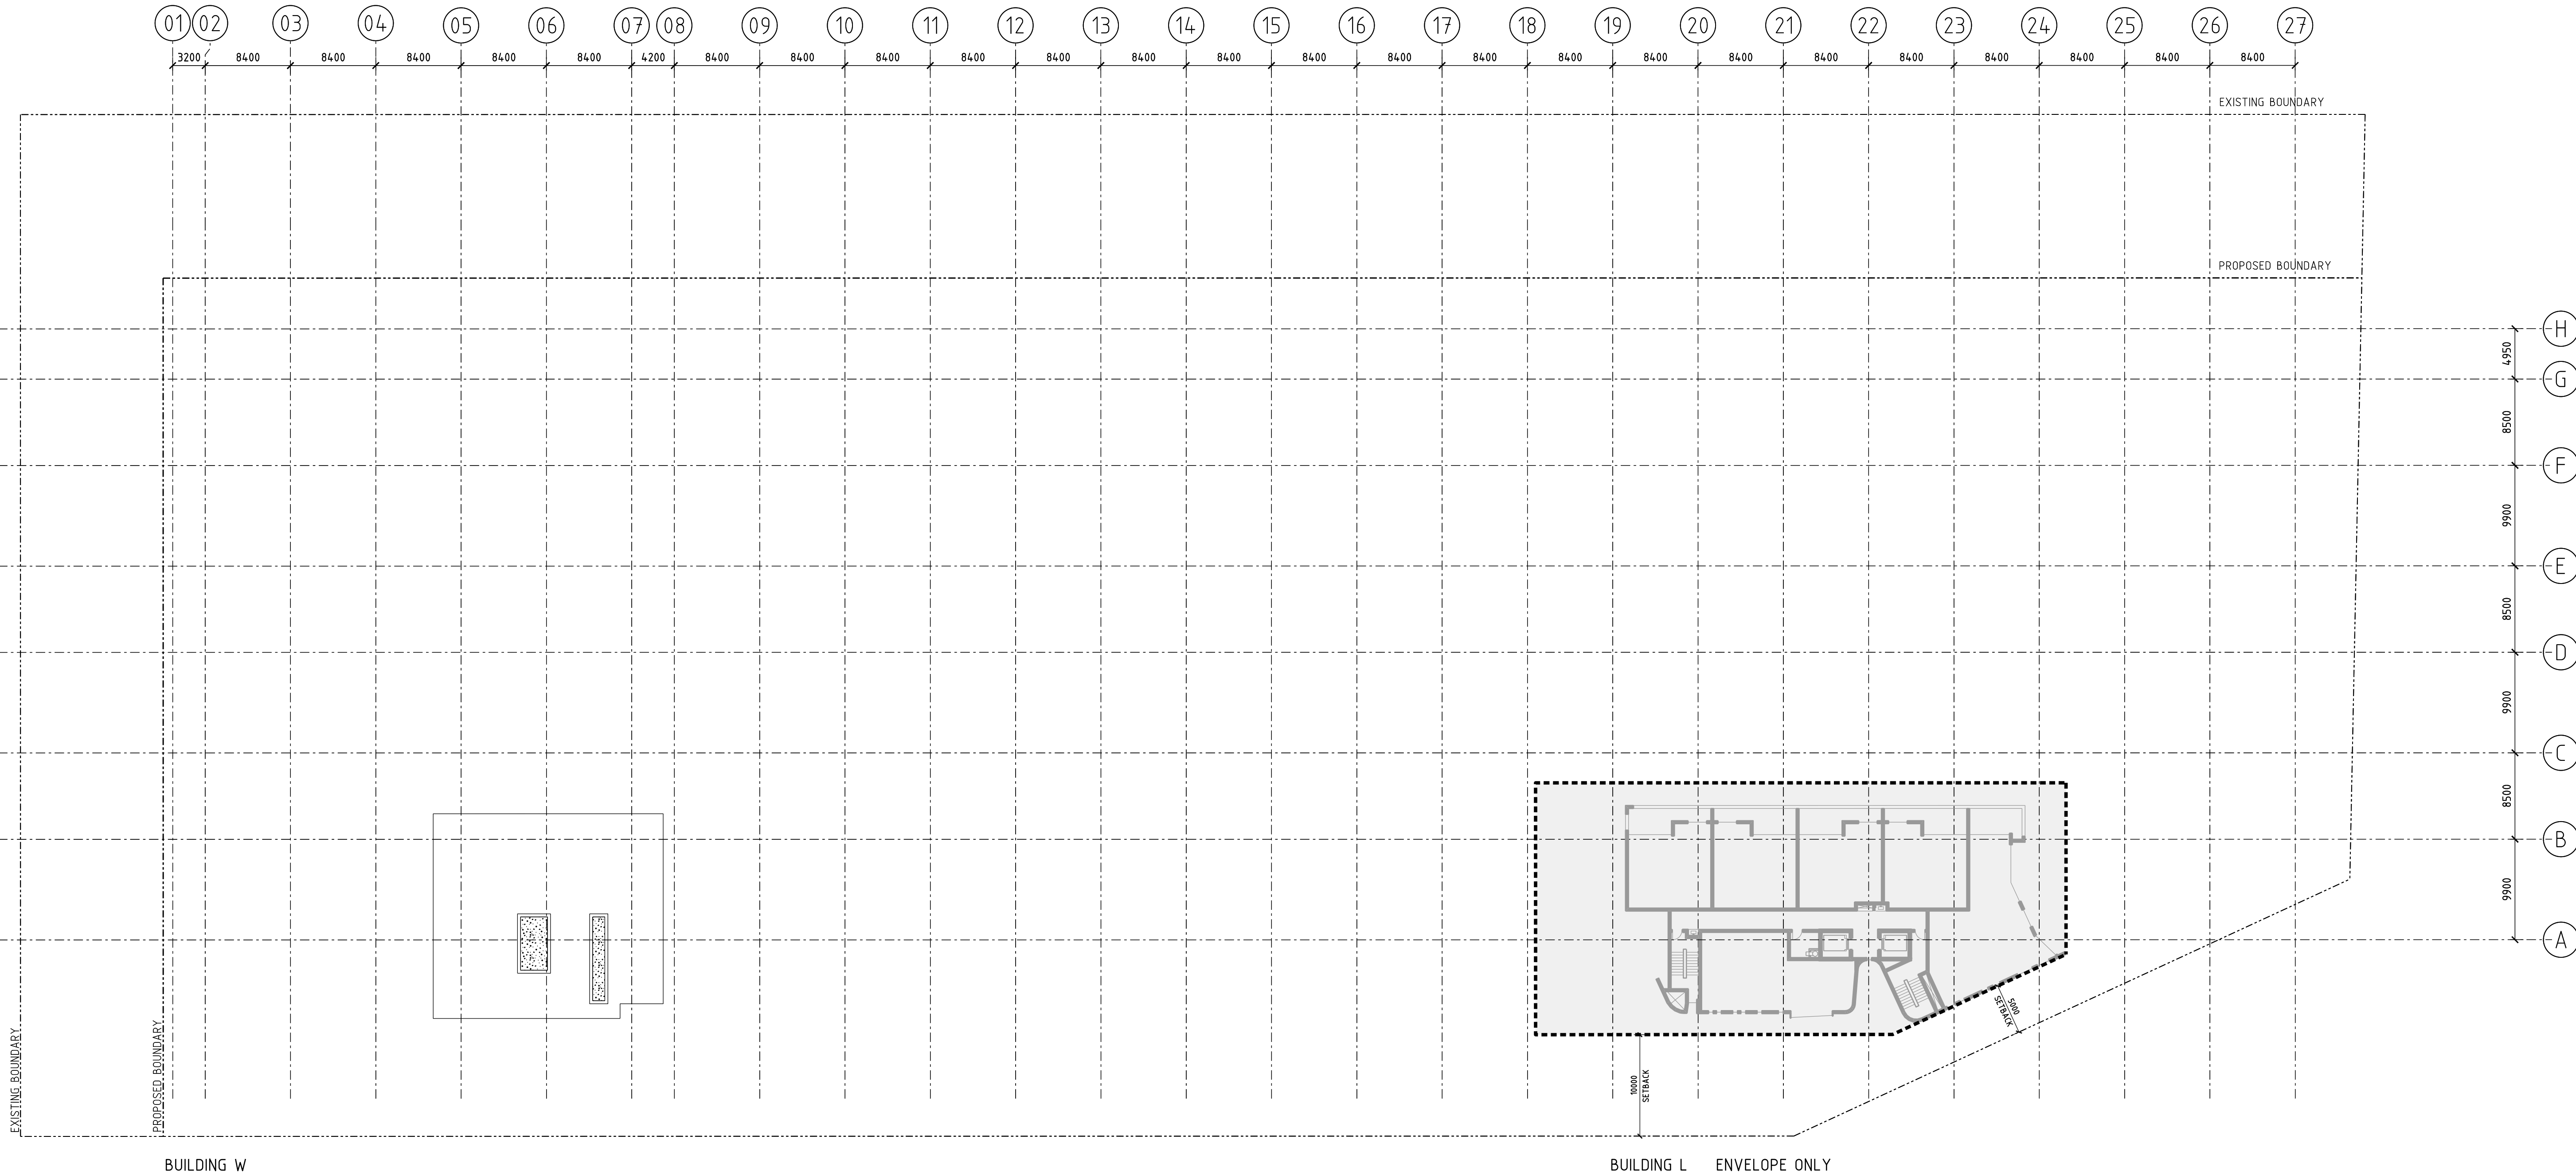 01 02 03 04 05 06 07 08 09 10 11 12 13 14 15 16 17 18 19 20 21 22 23 24 25 26 27
3200 8400 8400 8400 8400 8400 4200 8400 8400 8400 8400 8400 8400 8400 8400 8400 8400 8400 8400 8400 8400 8400 8400 8400 8400 8400
EXISTING BOUNDARY
PROPOSED BOUNDARY
H
4950
G
8500
F
9900
E
8500
D
9900
C
8500
B
9900
A
5000
SETBACK
10000
SETBACK
EXISTING BOUNDARY
PROPOSED BOUNDARY
BUILDING W
BUILDING L ENVELOPE ONLY